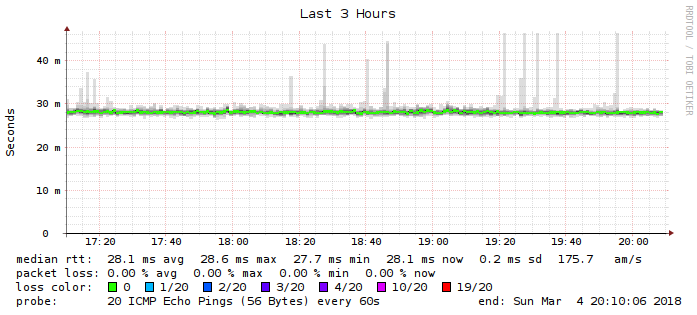 Last 3 Hours
RRDTOOL / TOBI OETIKER
Seconds
40 m
30 m
20 m
10 m
0
17:20 17:40 18:00 18:20 18:40 19:00 19:20 19:40 20:00
median rtt: 28.1 ms avg 28.6 ms max 27.7 ms min 28.1 ms now 0.2 ms sd 175.7 am/s
packet loss: 0.00 % avg 0.00 % max 0.00 % min 0.00 % now
loss color: 0 1/20 2/20 3/20 4/20 10/20 19/20
probe: 20 ICMP Echo Pings (56 Bytes) every 60s end: Sun Mar 4 20:10:06 2018